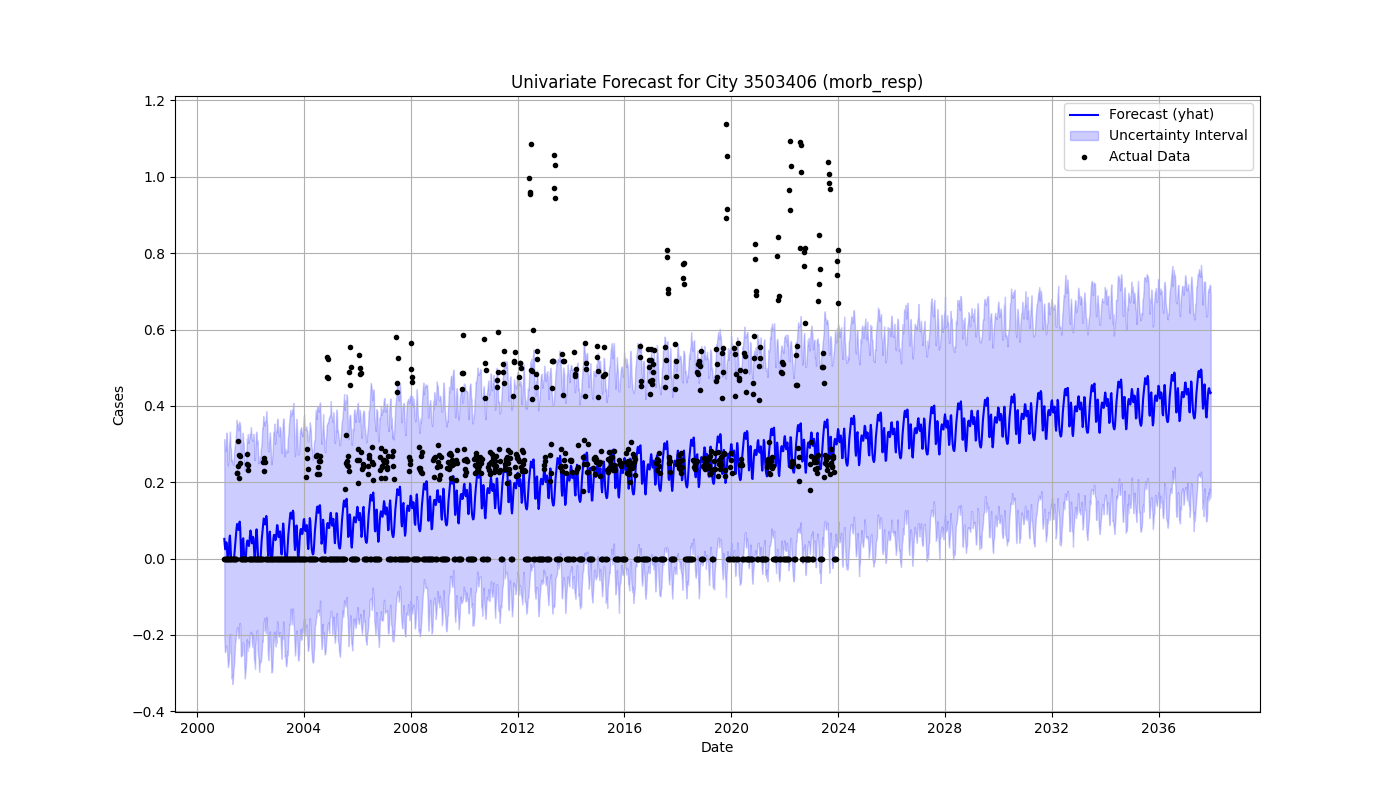 Univariate Forecast for City 3503406 (morb_resp)
Forecast (yhat)
Uncertainty Interval
Actual Data
Cases
1.2
1.0
0.8
0.6
0.4
0.2
0.0
−0.2
−0.4
2000 2004 2008 2012 2016 2020 2024 2028 2032 2036
Date